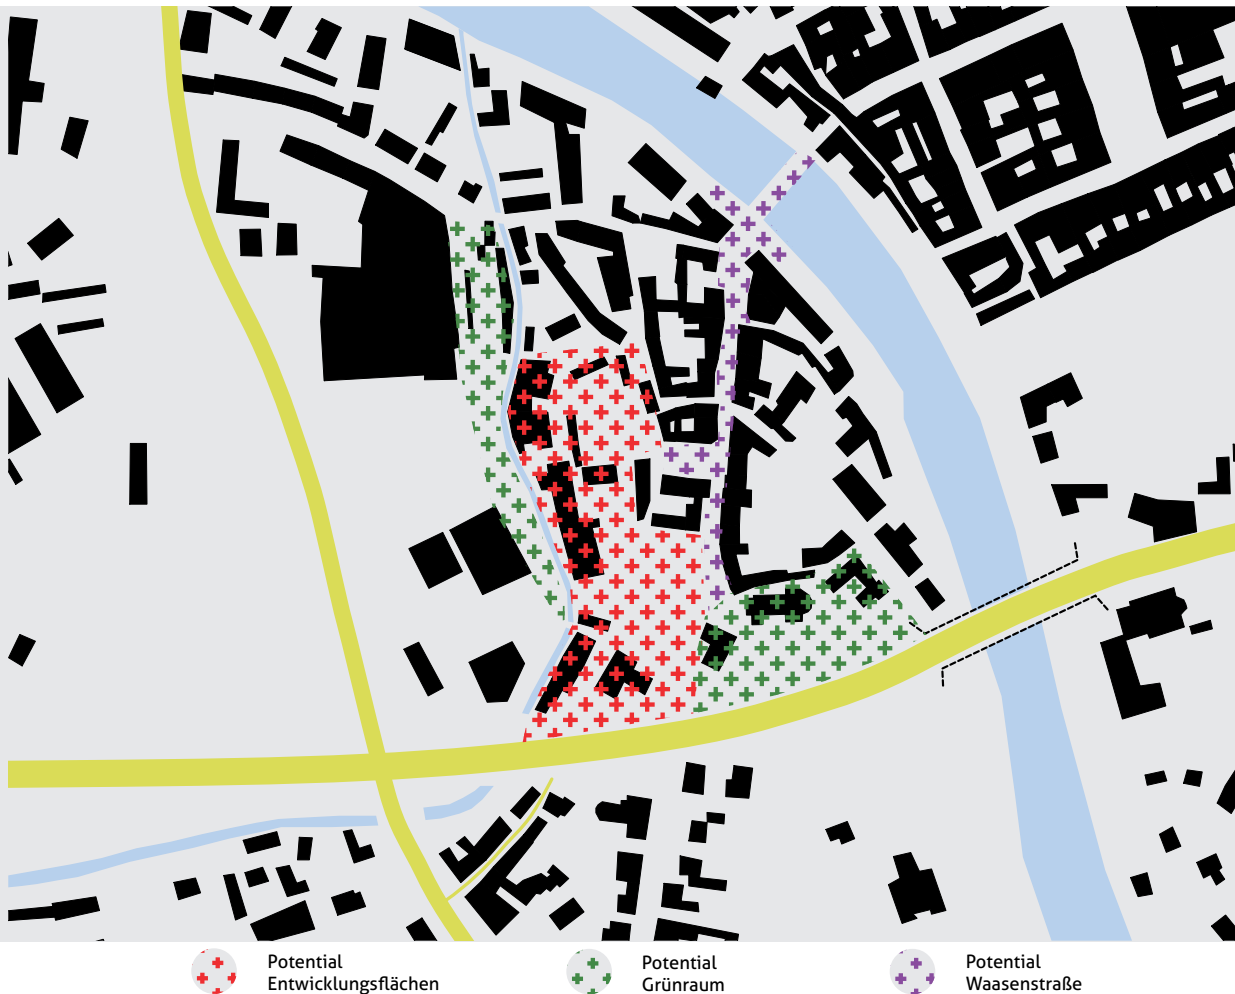 Potential
Entwicklungsflächen
Potential
Grünraum
Potential
Waasenstraße